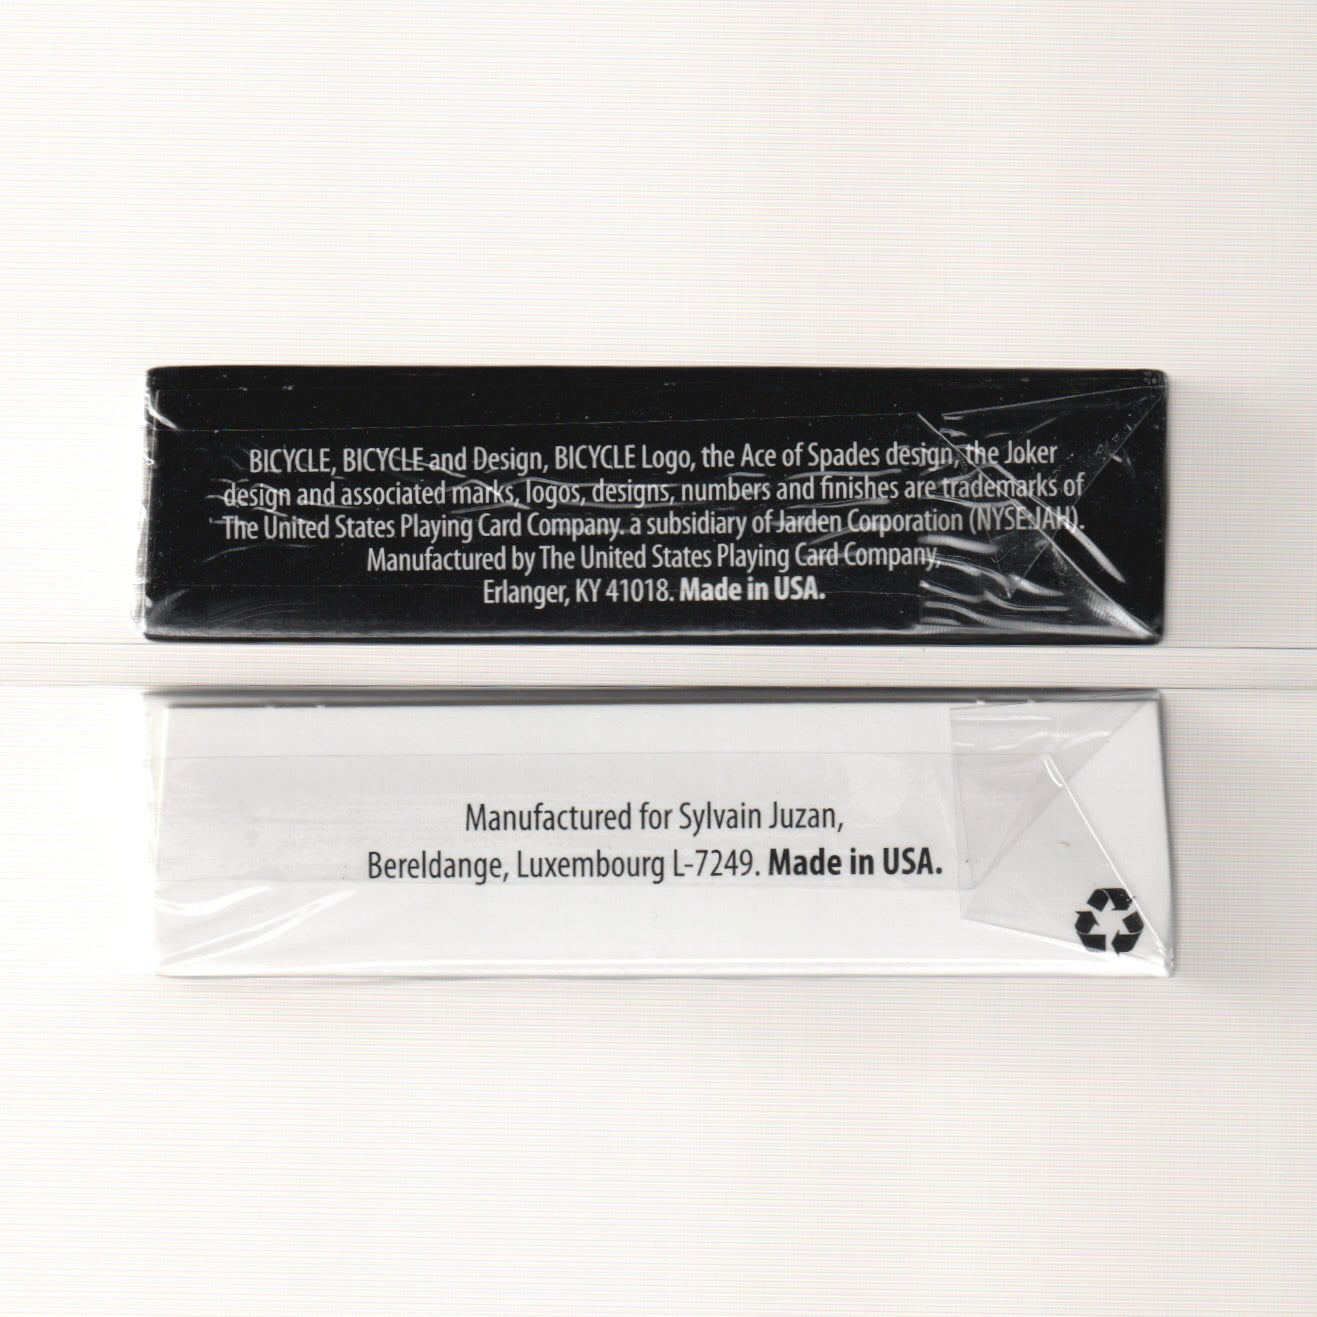 BICYCLE, BICYCLE and Design, BICYCLE Logo, the Ace of Spades design, the Joker
design and associated marks, logos, designs, numbers and finishes are trademarks of
The United States Playing Card Company. a subsidiary of Jarden Corporation (NYSE:JAH).
Manufactured by The United States Playing Card Company,
Erlanger, KY 41018. Made in USA.
Manufactured for Sylvain Juzan,
Bereldange, Luxembourg L-7249. Made in USA.